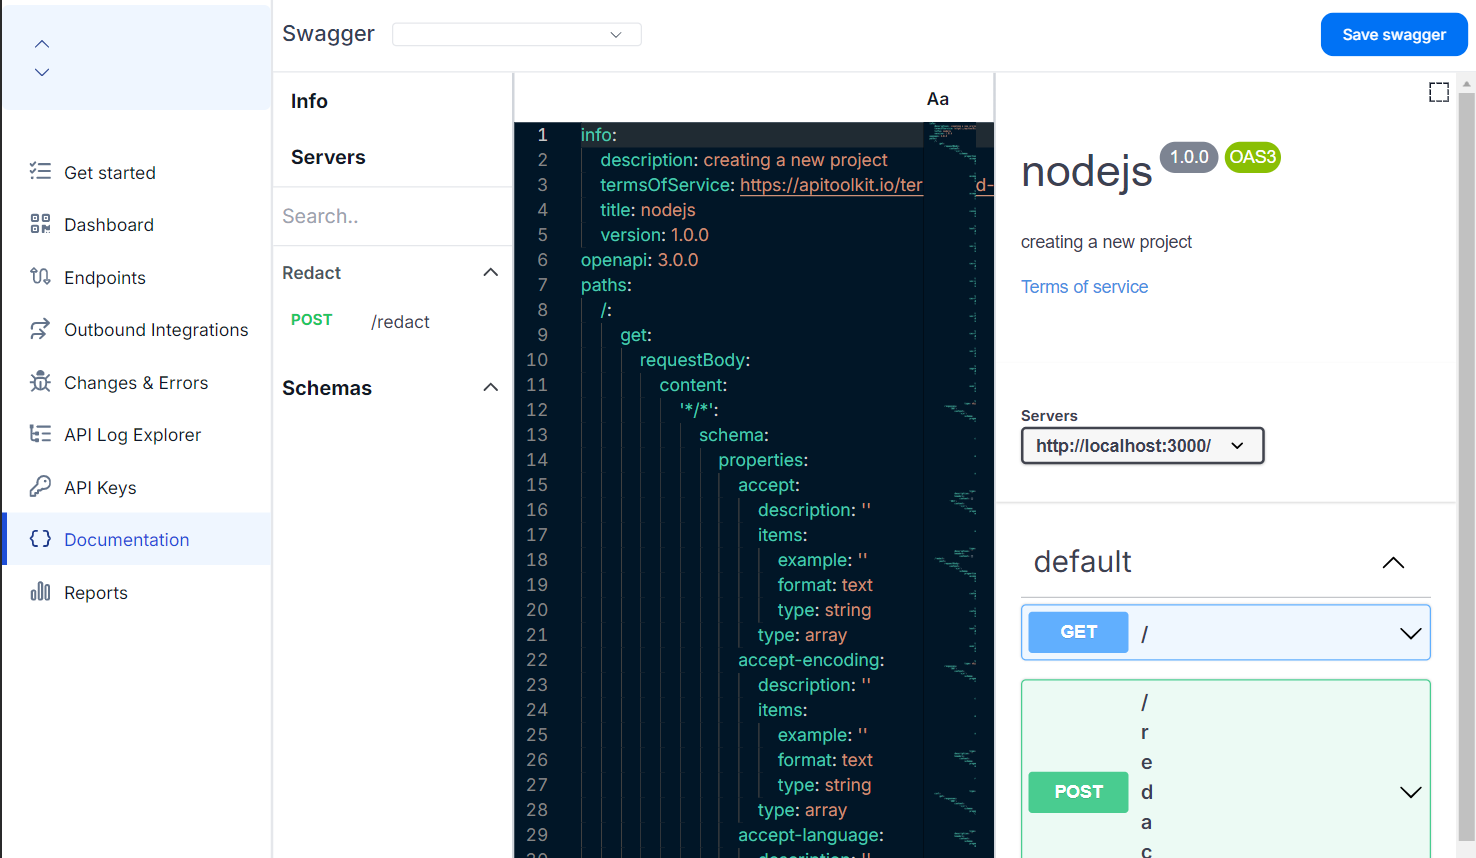 Swagger
Save swagger
Get started
Dashboard
Endpoints
Outbound Integrations
Changes & Errors
API Log Explorer
API Keys
Documentation
Reports
Info
Servers
Search..
Redact
POST /redact
Schemas
Aa
1 info:
2 description: creating a new project
3 termsOfService: https://apitoolkit.io/ter d-
4 title: nodejs
5 version: 1.0.0
6 openapi: 3.0.0
7 paths:
8 /:
9 get:
10 requestBody:
11 content:
12 '*/*':
13 schema:
14 properties:
15 accept:
16 description: ''
17 items:
18 example: ''
19 format: text
20 type: string
21 type: array
22 accept-encoding:
23 description: ''
24 items:
25 example: ''
26 format: text
27 type: string
28 type: array
29 accept-language:
nodejs 1.0.0 OAS3
creating a new project
Terms of service
Servers
http://localhost:3000/
default
GET /
POST
/
r
e
d
a
c